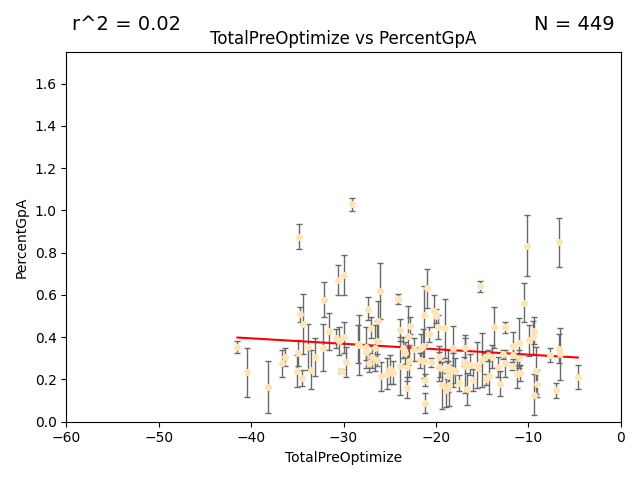 r^2 = 0.02
N = 449
TotalPreOptimize vs PercentGpA
PercentGpA
1.6
1.4
1.2
1.0
0.8
0.6
0.4
0.2
0.0
−60 −50 −40 −30 −20 −10 0
TotalPreOptimize